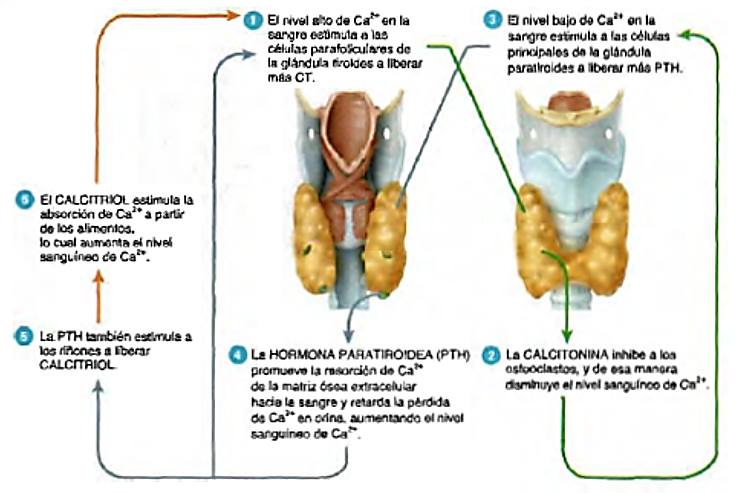 1 El nivel alto de Ca2+ en la
sangre estimula a las
células parafoliculares de
la glándula tiroides a liberar
más CT.
3 El nivel bajo de Ca2+ en la
sangre estimula a las células
principales de la glándula
paratiroides a liberar más PTH.
6 El CALCITRIOL estimula la
absorción de Ca2+ a partir
de los alimentos,
lo cual aumenta el nivel
sanguíneo de Ca2+.
5 La PTH también estimula a
los riñones a liberar
CALCITRIOL.
4 La HORMONA PARATIROIDEA (PTH)
promueve la resorción de Ca2+
de la matriz ósea extracelular
hacia la sangre y retarda la pérdida
de Ca2+ en orina, aumentando el nivel
sanguíneo de Ca2+.
2 La CALCITONINA inhibe a los
osteoclastos, y de esa manera
disminuye el nivel sanguíneo de Ca2+.